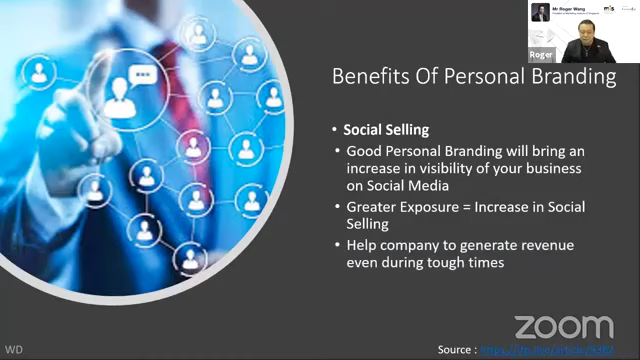 Mr Roger Wang
mis
Roger
Benefits Of Personal Branding
• Social Selling
• Good Personal Branding will bring an
increase in visibility of your business
on Social Media
• Greater Exposure = Increase in Social
Selling
• Help company to generate revenue
even during tough times
zoom
WD
Source :